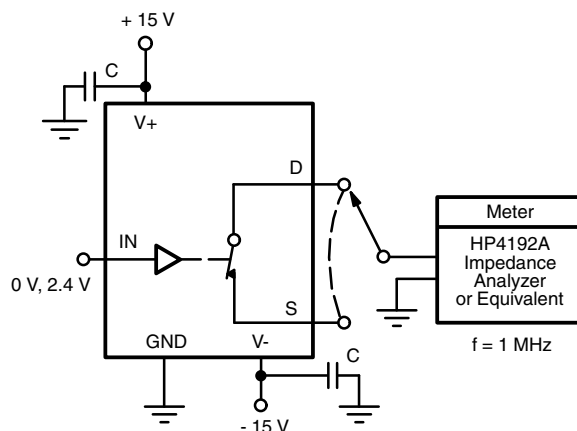 + 15 V
C
V+
D
IN
0 V, 2.4 V
S
GND
V-
C
- 15 V
Meter
HP4192A
Impedance
Analyzer
or Equivalent
f = 1 MHz